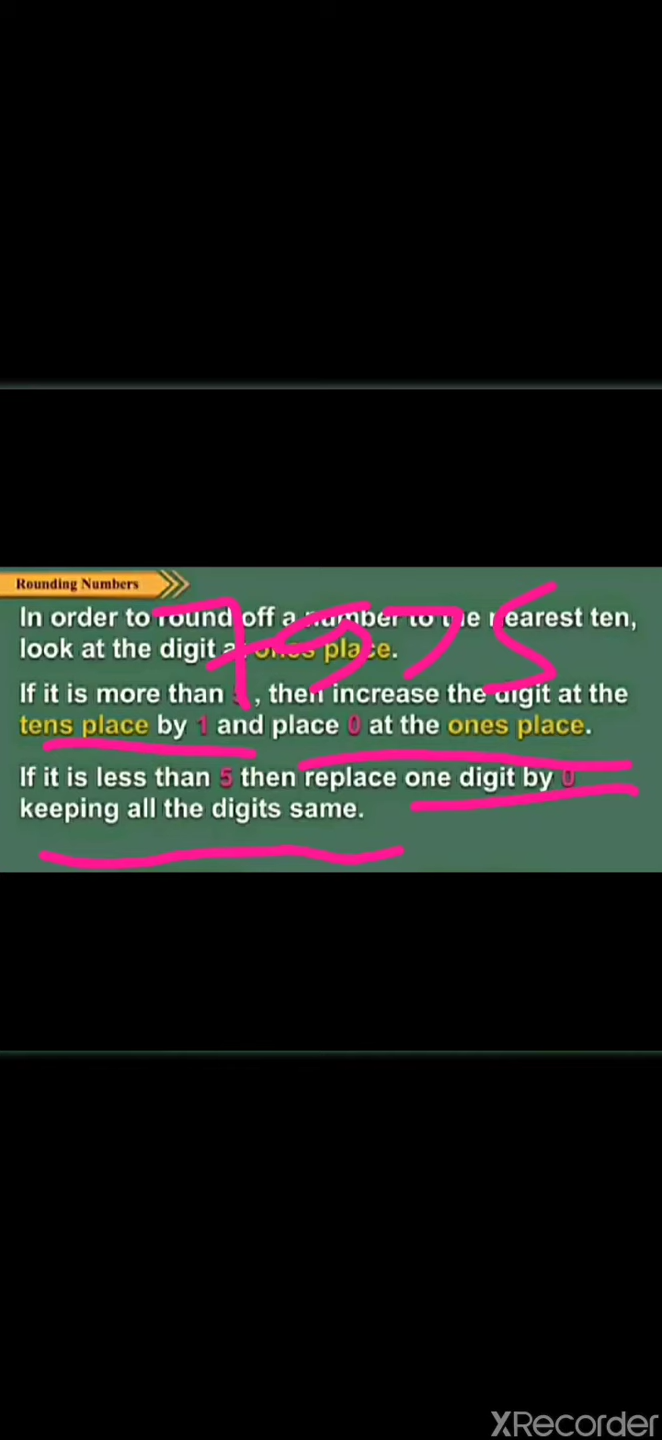 Rounding Numbers
In order to round off a number to the nearest ten,
look at the digit at ones place.
If it is more than 5, then increase the digit at the
tens place by 1 and place 0 at the ones place.
If it is less than 5 then replace one digit by 0
keeping all the digits same.
XRecorder